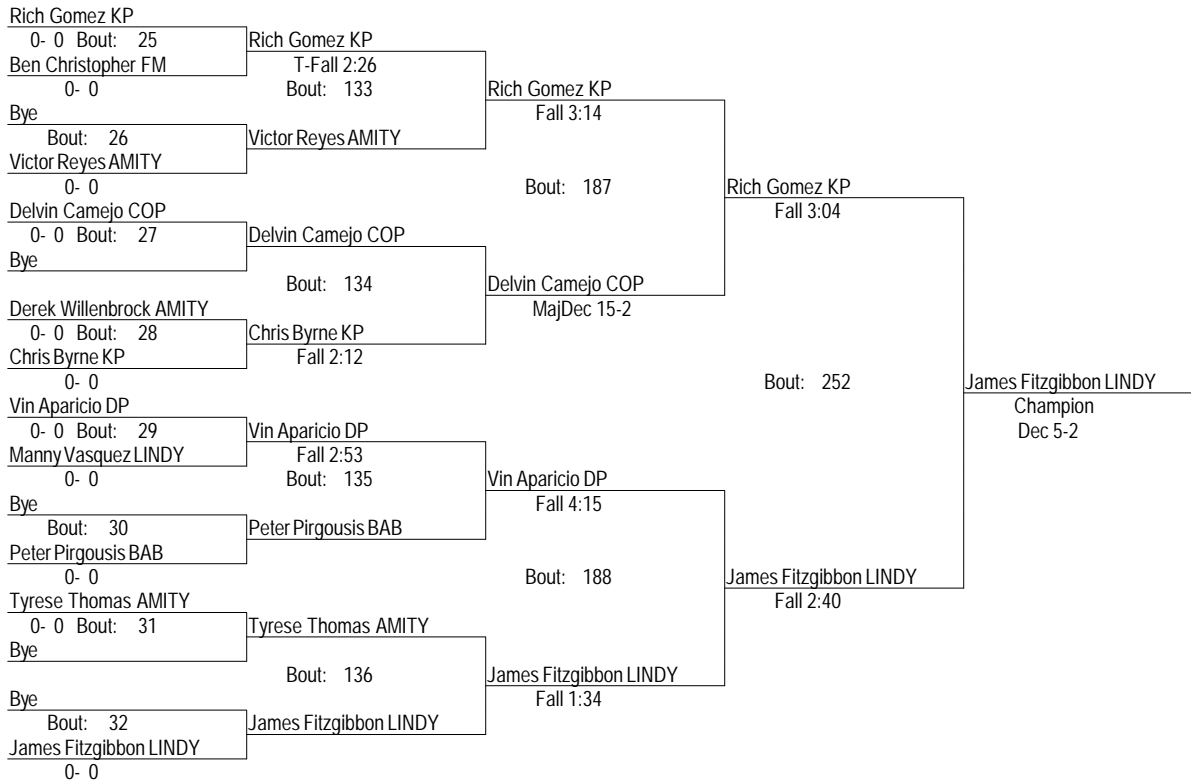 Rich Gomez KP
0- 0 Bout: 25
Rich Gomez KP
Ben Christopher FM
T-Fall 2:26
0- 0
Bout: 133
Rich Gomez KP
Bye
Fall 3:14
Bout: 26
Victor Reyes AMITY
Victor Reyes AMITY
0- 0
Bout: 187
Rich Gomez KP
Delvin Camejo COP
Fall 3:04
0- 0 Bout: 27
Delvin Camejo COP
Bye
Bout: 134
Delvin Camejo COP
Derek Willenbrock AMITY
MajDec 15-2
0- 0 Bout: 28
Chris Byrne KP
Chris Byrne KP
Fall 2:12
0- 0
Bout: 252
James Fitzgibbon LINDY
Vin Aparicio DP
Champion
0- 0 Bout: 29
Vin Aparicio DP
Dec 5-2
Manny Vasquez LINDY
Fall 2:53
0- 0
Bout: 135
Vin Aparicio DP
Bye
Fall 4:15
Bout: 30
Peter Pirgousis BAB
Peter Pirgousis BAB
0- 0
Bout: 188
James Fitzgibbon LINDY
Tyrese Thomas AMITY
Fall 2:40
0- 0 Bout: 31
Tyrese Thomas AMITY
Bye
Bout: 136
James Fitzgibbon LINDY
Bye
Fall 1:34
Bout: 32
James Fitzgibbon LINDY
James Fitzgibbon LINDY
0- 0